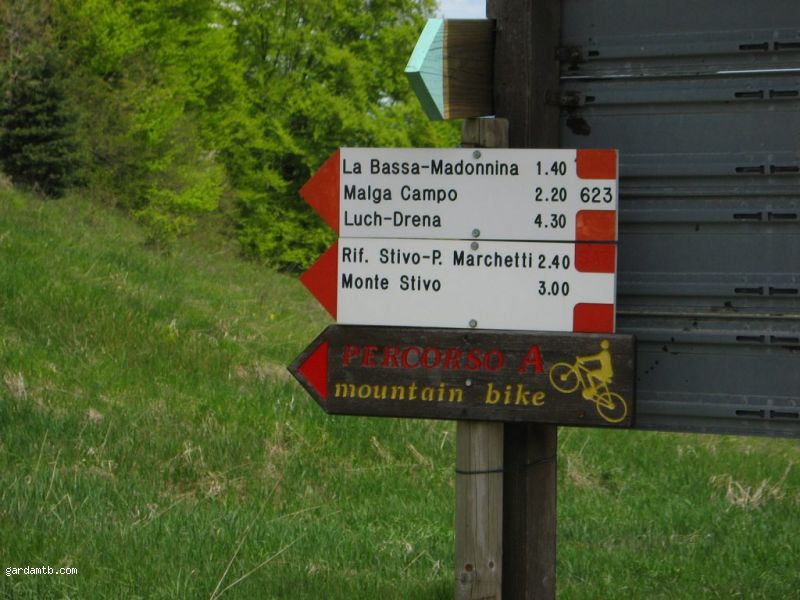 La Bassa-Madonnina 1.40
Malga Campo 2.20 623
Luch-Drena 4.30
Rif. Stivo-P. Marchetti 2.40
Monte Stivo 3.00
PERCORSO A
mountain bike
gardamtb.com